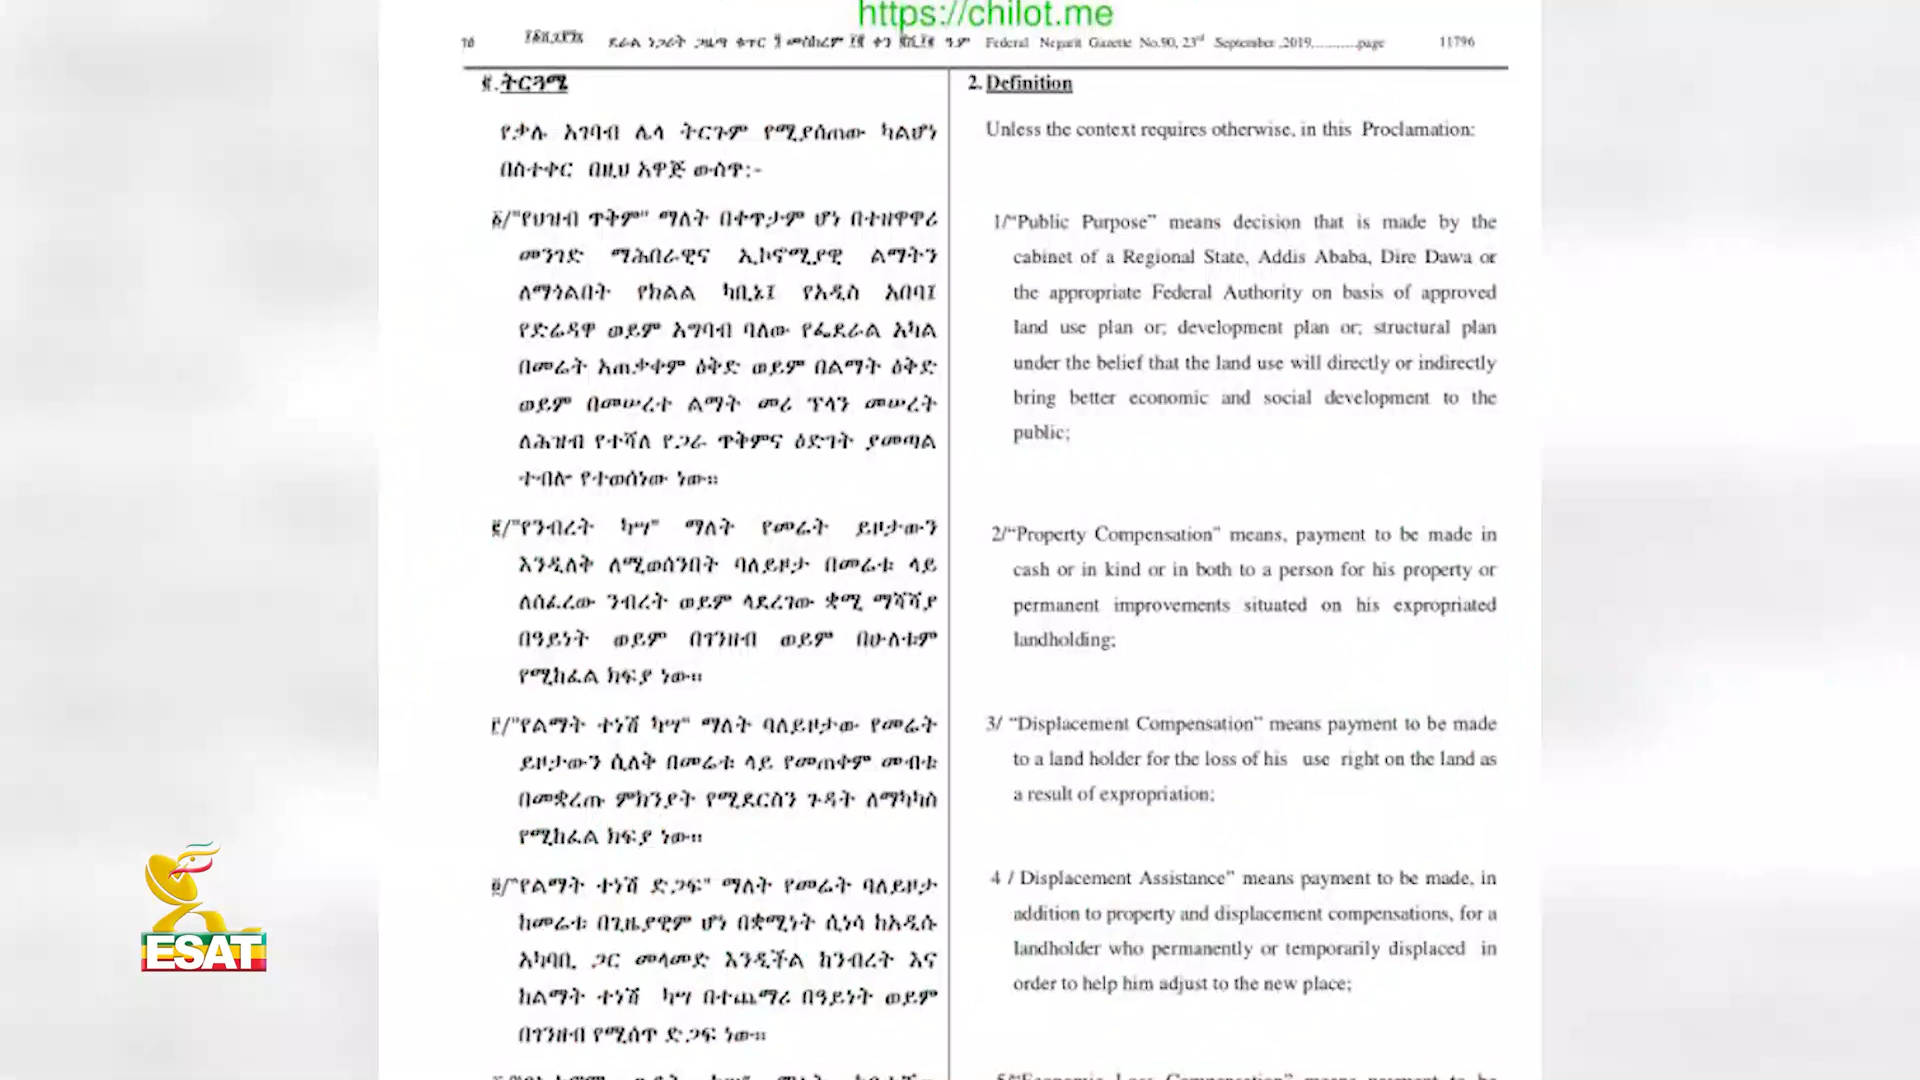 https://chilot.me
ደራል ነጋሪት ጋዜጣ ቁጥር ፺ መስከረም ፲፪ ቀን ፳፻፲፪ ዓ.ም Federal Negarit Gazette No.90, 23rd September ,2019,...........page 11796
፪.ትርጓሜ
የቃሉ አገባብ ሌላ ትርጉም የሚያሰጠው ካልሆነ
በስተቀር በዚህ አዋጅ ውስጥ:-
፩/"የህዝብ ጥቅም" ማለት በቀጥታም ሆነ በተዘዋዋሪ
መንገድ ማሕበራዊና ኢኮኖሚያዊ ልማትን
ለማጎልበት የክልል ካቢኔ፤ የአዲስ አበባ፤
የድሬዳዋ ወይም አግባብ ባለው የፌደራል አካል
በመሬት አጠቃቀም ዕቅድ ወይም በልማት ዕቅድ
ወይም በመሠረተ ልማት መሪ ፕላን መሠረት
ለሕዝብ የተሻለ የጋራ ጥቅምና ዕድገት ያመጣል
ተብሎ የተወሰነው ነው።
፪/"የንብረት ካሣ" ማለት የመሬት ይዞታውን
እንዲለቅ ለሚወሰንበት ባለይዞታ በመሬቱ ላይ
ለሰፈረው ንብረት ወይም ላደረገው ቋሚ ማሻሻያ
በዓይነት ወይም በገንዘብ ወይም በሁለቱም
የሚከፈል ክፍያ ነው።
፫/"የልማት ተነሽ ካሣ" ማለት ባለይዞታው የመሬት
ይዞታውን ሲለቅ በመሬቱ ላይ የመጠቀም መብቱ
በመቋረጡ ምክንያት የሚደርስን ጉዳት ለማካካስ
የሚከፈል ክፍያ ነው።
፬/"የልማት ተነሽ ድጋፍ" ማለት የመሬት ባለይዞታ
ከመሬቱ በጊዜያዊም ሆነ በቋሚነት ሲነሳ ከአዲሱ
አካባቢ ጋር መላመድ እንዲችል ከንብረት እና
ከልማት ተነሽ ካሣ በተጨማሪ በዓይነት ወይም
በገንዘብ የሚሰጥ ድጋፍ ነው።
2. Definition
Unless the context requires otherwise, in this Proclamation:
1/“Public Purpose” means decision that is made by the
cabinet of a Regional State, Addis Ababa, Dire Dawa or
the appropriate Federal Authority on basis of approved
land use plan or; development plan or; structural plan
under the belief that the land use will directly or indirectly
bring better economic and social development to the
public;
2/“Property Compensation” means, payment to be made in
cash or in kind or in both to a person for his property or
permanent improvements situated on his expropriated
landholding;
3/ “Displacement Compensation” means payment to be made
to a land holder for the loss of his use right on the land as
a result of expropriation;
4 / Displacement Assistance” means payment to be made, in
addition to property and displacement compensations, for a
landholder who permanently or temporarily displaced in
order to help him adjust to the new place;
5/“Economic Loss Compensation” means payment to be
ESAT